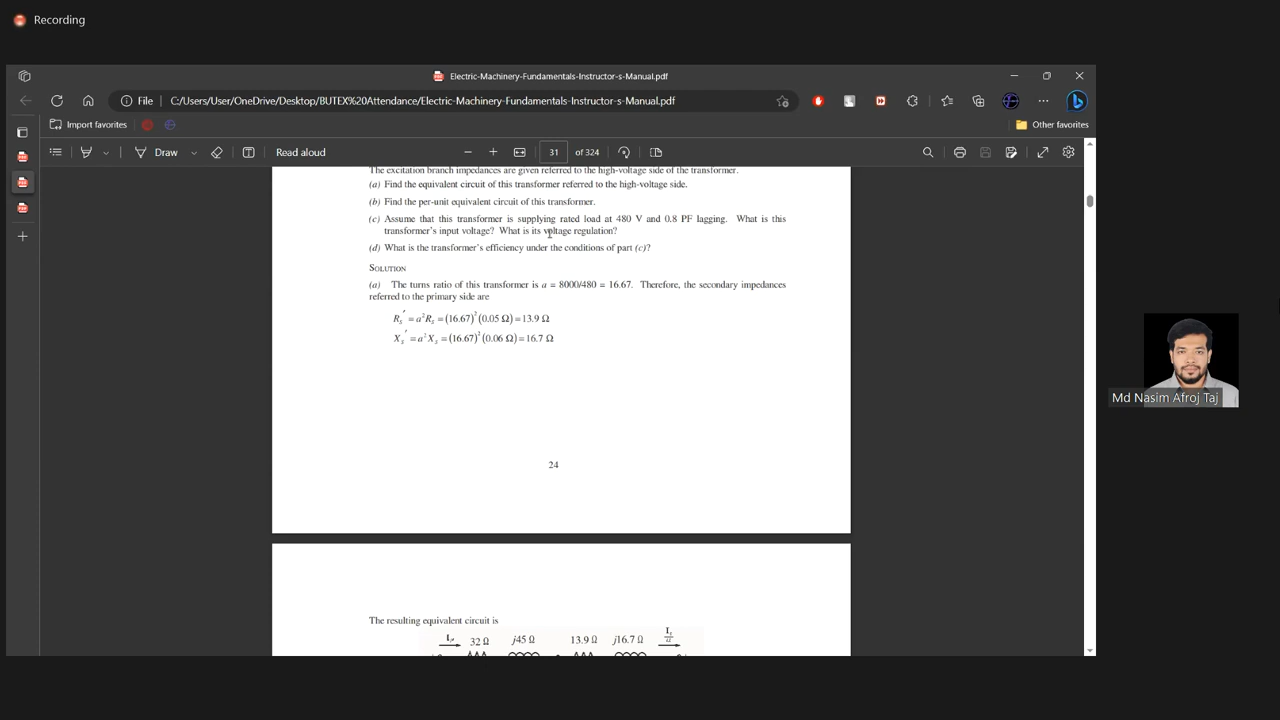 Recording
Electric-Machinery-Fundamentals-Instructor-s-Manual.pdf
File
C:/Users/User/OneDrive/Desktop/BUTEX%20Attendance/Electric-Machinery-Fundamentals-Instructor-s-Manual.pdf
Import favorites
Other favorites
Draw
Read aloud
31 of 324
The excitation branch impedances are given referred to the high-voltage side of the transformer.
(a) Find the equivalent circuit of this transformer referred to the high-voltage side.
(b) Find the per-unit equivalent circuit of this transformer.
(c) Assume that this transformer is supplying rated load at 480 V and 0.8 PF lagging. What is this
transformer's input voltage? What is its voltage regulation?
(d) What is the transformer's efficiency under the conditions of part (c)?
SOLUTION
(a) The turns ratio of this transformer is a = 8000/480 = 16.67. Therefore, the secondary impedances
referred to the primary side are
R_S′ = a²R_S = (16.67)²(0.05 Ω) = 13.9 Ω
X_S′ = a²X_S = (16.67)²(0.06 Ω) = 16.7 Ω
Md Nasim Afroj Taj
24
The resulting equivalent circuit is
32 Ω j45 Ω 13.9 Ω j16.7 Ω